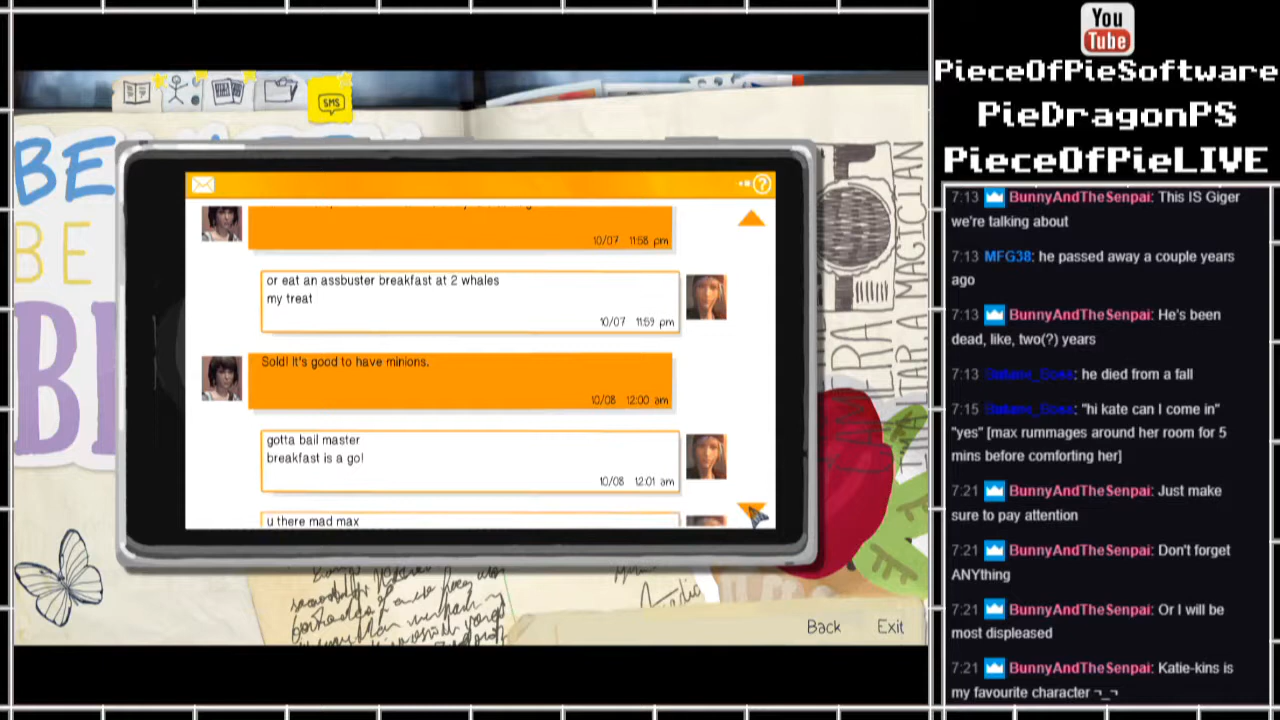 You
Tube
PieceOfPieSoftware
PieDragonPS
PieceOfPieLIVE
SMS
BE
BE
?
10/07 11:58 pm
or eat an assbuster breakfast at 2 whales
my treat
10/07 11:59 pm
Sold! It's good to have minions.
10/08 12:00 am
gotta bail master
breakfast is a go!
10/08 12:01 am
u there mad max
MAGICIAN
Back Exit
7:13 BunnyAndTheSenpai: This IS Giger
we're talking about
7:13 MFG38: he passed away a couple years
ago
7:13 BunnyAndTheSenpai: He's been
dead, like, two(?) years
7:13 : he died from a fall
7:15 : "hi kate can I come in"
"yes" [max rummages around her room for 5
mins before comforting her]
7:21 BunnyAndTheSenpai: Just make
sure to pay attention
7:21 BunnyAndTheSenpai: Don't forget
ANYthing
7:21 BunnyAndTheSenpai: Or I will be
most displeased
7:21 BunnyAndTheSenpai: Katie-kins is
my favourite character ¬_¬